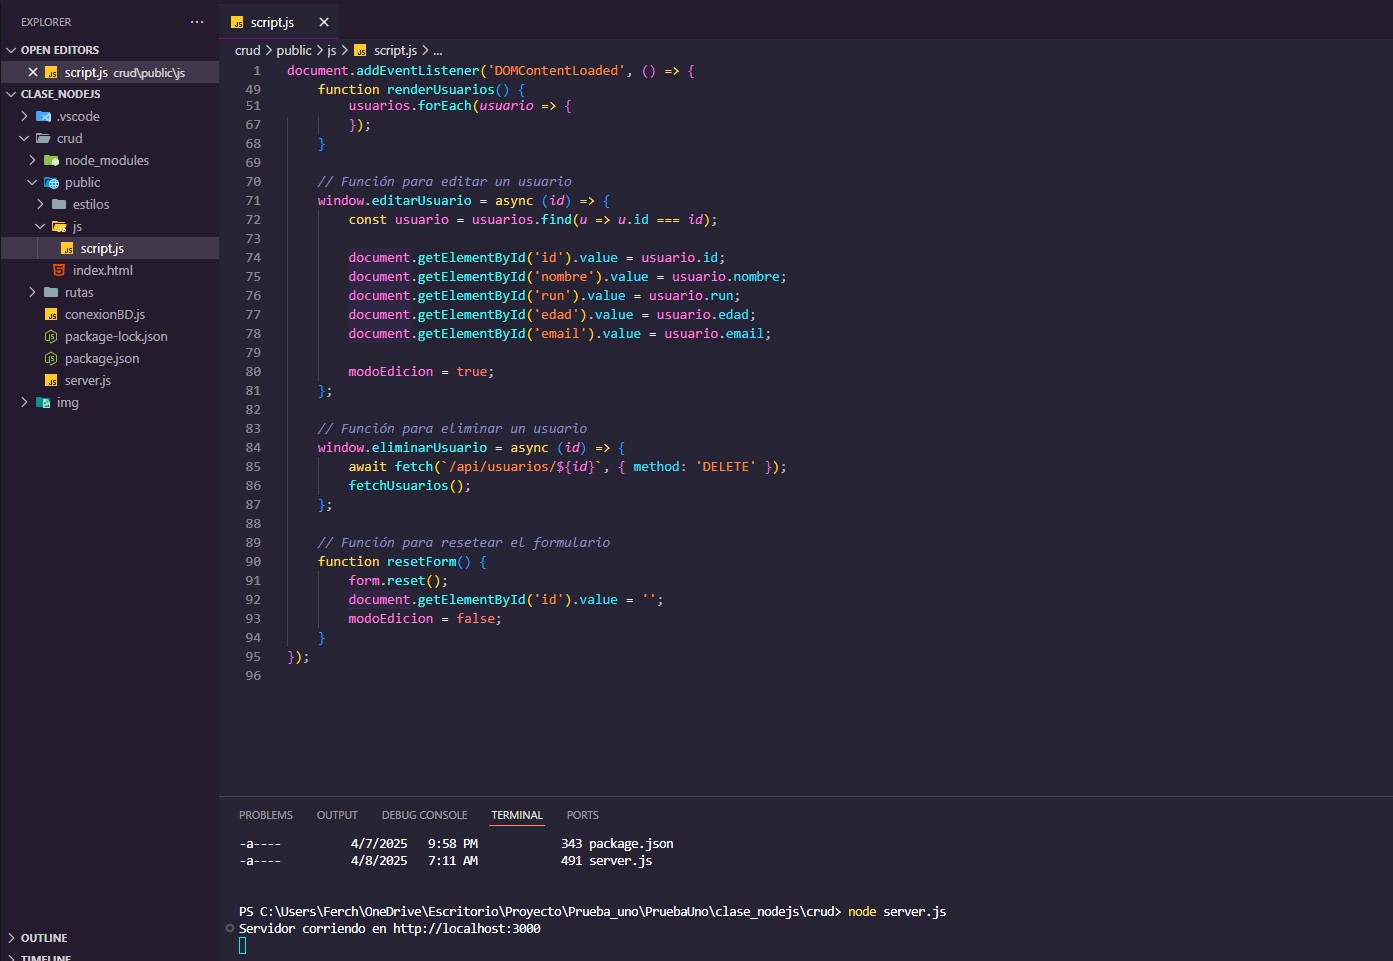 EXPLORER
···
OPEN EDITORS
script.js crud\public\js
CLASE_NODEJS
.vscode
crud
node_modules
public
estilos
js
script.js
index.html
rutas
conexionBD.js
package-lock.json
package.json
server.js
img
OUTLINE
TIMELINE
script.js
crud > public > js > script.js > ...
1 document.addEventListener('DOMContentLoaded', () => {
49 function renderUsuarios() {
51 usuarios.forEach(usuario => {
67 });
68 }
69
70 // Función para editar un usuario
71 window.editarUsuario = async (id) => {
72 const usuario = usuarios.find(u => u.id === id);
73
74 document.getElementById('id').value = usuario.id;
75 document.getElementById('nombre').value = usuario.nombre;
76 document.getElementById('run').value = usuario.run;
77 document.getElementById('edad').value = usuario.edad;
78 document.getElementById('email').value = usuario.email;
79
80 modoEdicion = true;
81 };
82
83 // Función para eliminar un usuario
84 window.eliminarUsuario = async (id) => {
85 await fetch(`/api/usuarios/${id}`, { method: 'DELETE' });
86 fetchUsuarios();
87 };
88
89 // Función para resetear el formulario
90 function resetForm() {
91 form.reset();
92 document.getElementById('id').value = '';
93 modoEdicion = false;
94 }
95 });
96
PROBLEMS OUTPUT DEBUG CONSOLE TERMINAL PORTS
-a---- 4/7/2025 9:58 PM 343 package.json
-a---- 4/8/2025 7:11 AM 491 server.js
PS C:\Users\Ferch\OneDrive\Escritorio\Proyecto\Prueba_uno\PruebaUno\clase_nodejs\crud> node server.js
Servidor corriendo en http://localhost:3000